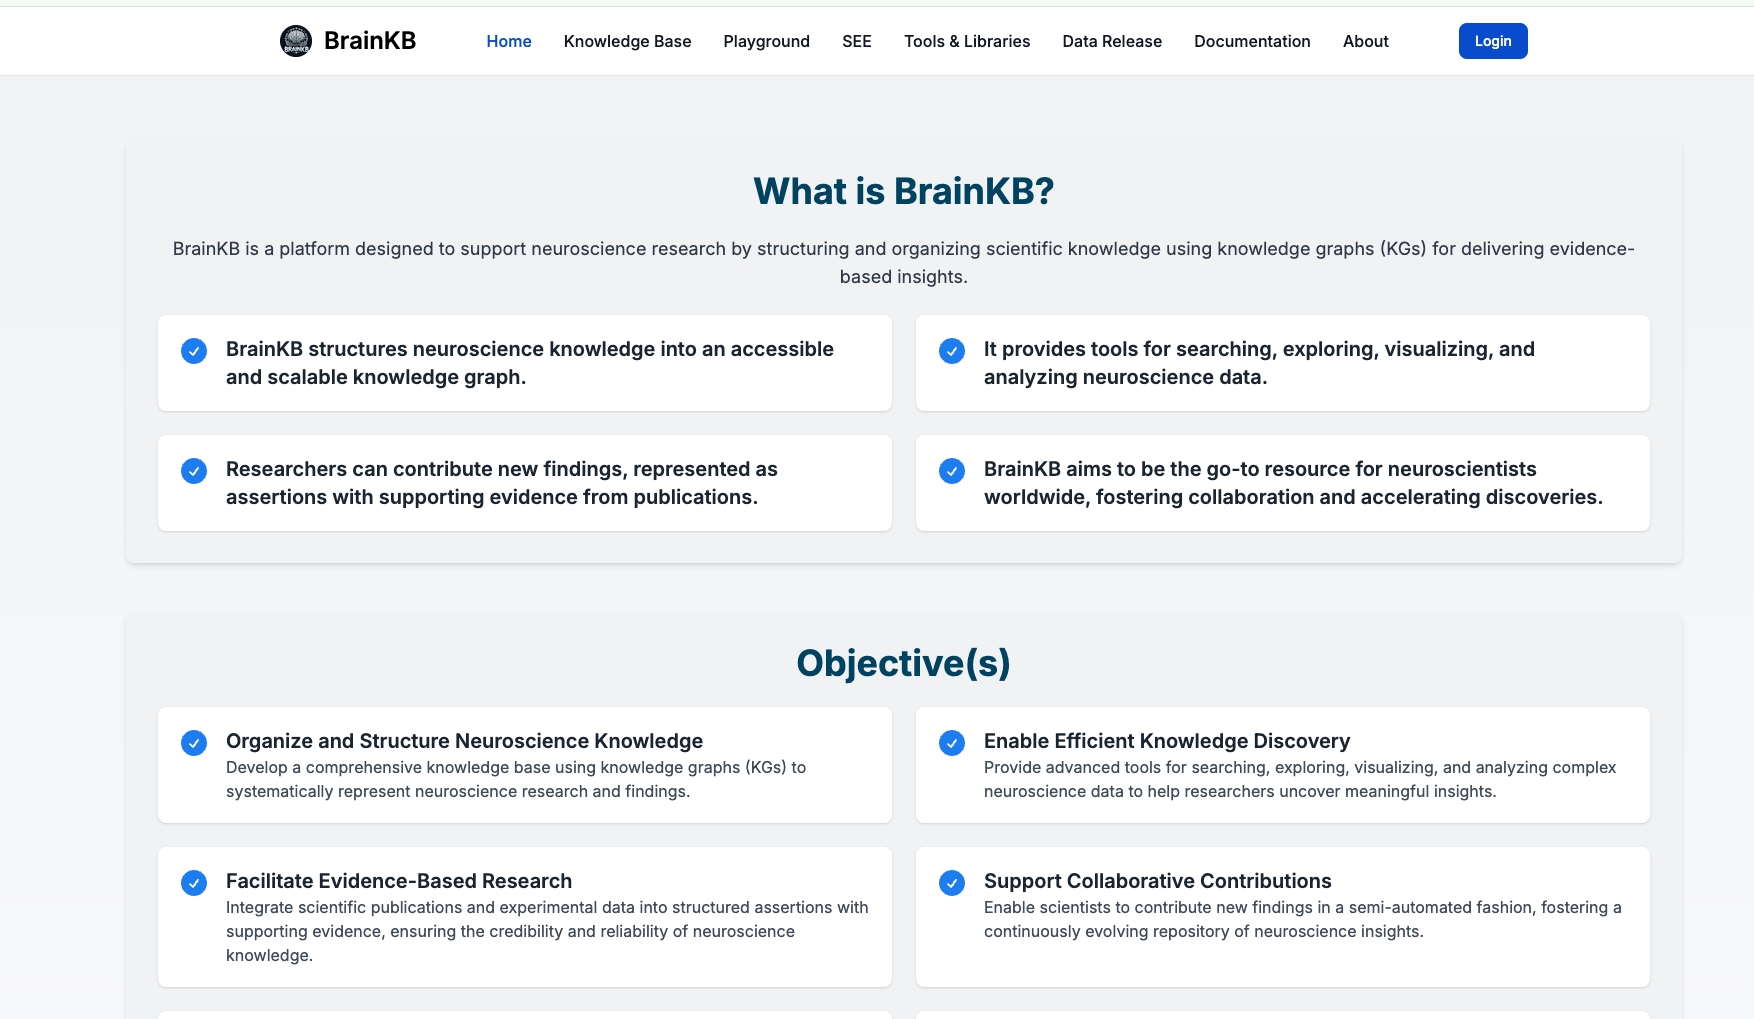 BrainKB
Home
Knowledge Base
Playground
SEE
Tools & Libraries
Data Release
Documentation
About
Login
What is BrainKB?
BrainKB is a platform designed to support neuroscience research by structuring and organizing scientific knowledge using knowledge graphs (KGs) for delivering evidence-
based insights.
BrainKB structures neuroscience knowledge into an accessible
and scalable knowledge graph.
It provides tools for searching, exploring, visualizing, and
analyzing neuroscience data.
Researchers can contribute new findings, represented as
assertions with supporting evidence from publications.
BrainKB aims to be the go-to resource for neuroscientists
worldwide, fostering collaboration and accelerating discoveries.
Objective(s)
Organize and Structure Neuroscience Knowledge
Develop a comprehensive knowledge base using knowledge graphs (KGs) to
systematically represent neuroscience research and findings.
Enable Efficient Knowledge Discovery
Provide advanced tools for searching, exploring, visualizing, and analyzing complex
neuroscience data to help researchers uncover meaningful insights.
Facilitate Evidence-Based Research
Integrate scientific publications and experimental data into structured assertions with
supporting evidence, ensuring the credibility and reliability of neuroscience
knowledge.
Support Collaborative Contributions
Enable scientists to contribute new findings in a semi-automated fashion, fostering a
continuously evolving repository of neuroscience insights.